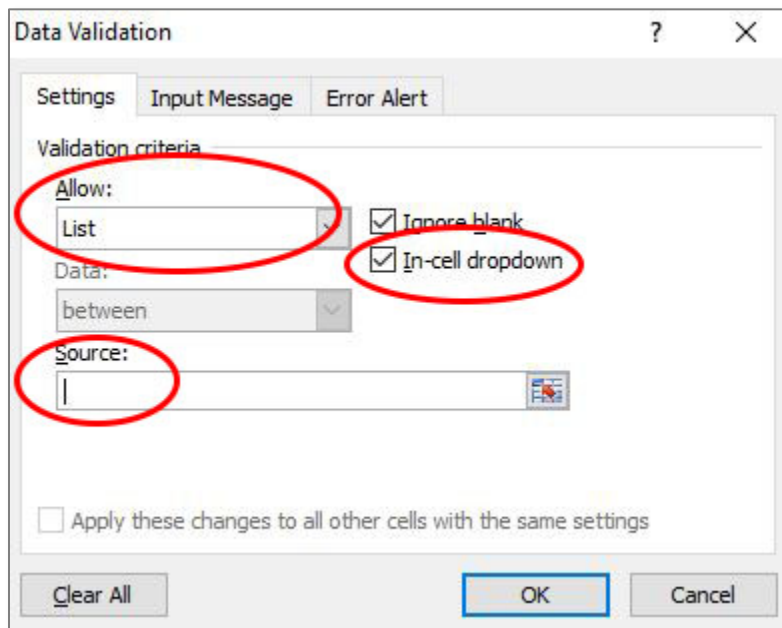 Data Validation ?
Settings Input Message Error Alert
Validation criteria
Allow:
List
Ignore blank
Data:
In-cell dropdown
between
Source:
Apply these changes to all other cells with the same settings
Clear All OK Cancel